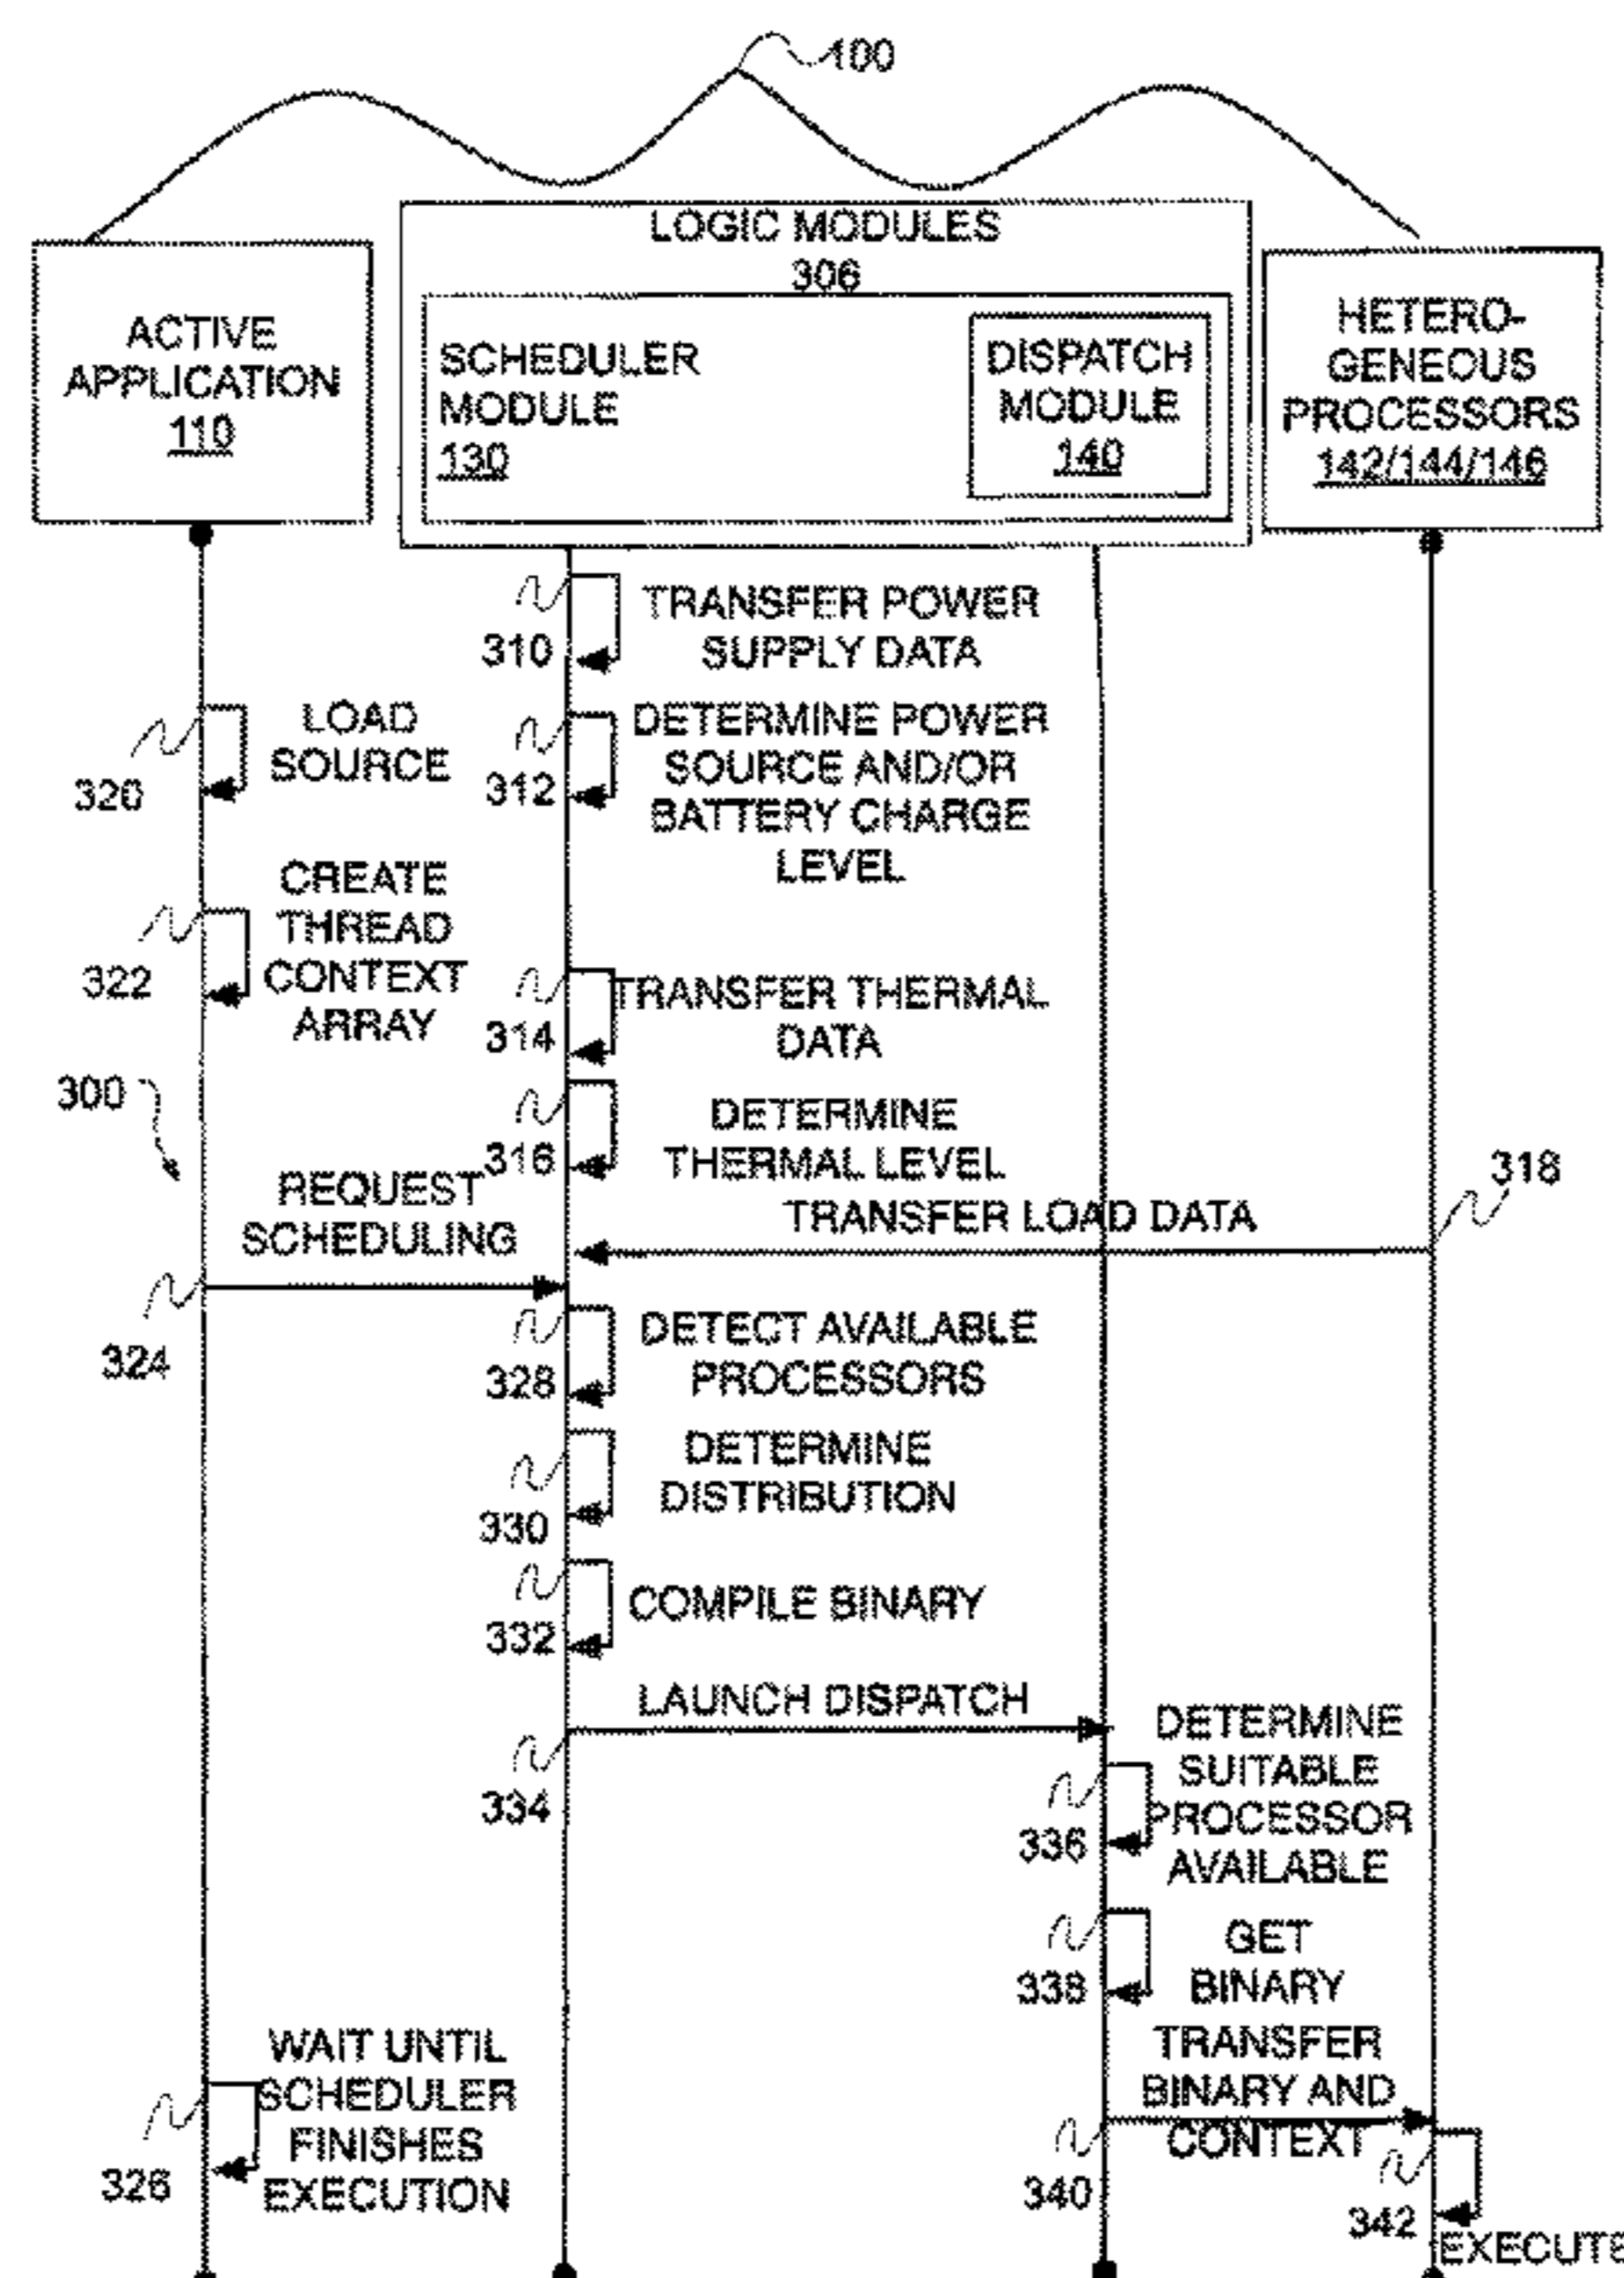 100
LOGIC MODULES
306
ACTIVE
APPLICATION
110
SCHEDULER
MODULE
130
DISPATCH
MODULE
140
HETERO-
GENEOUS
PROCESSORS
142/144/146
310
TRANSFER POWER
SUPPLY DATA
320
LOAD
SOURCE
312
DETERMINE POWER
SOURCE AND/OR
BATTERY CHARGE
LEVEL
322
CREATE
THREAD
CONTEXT
ARRAY
314
TRANSFER THERMAL
DATA
300
316
DETERMINE
THERMAL LEVEL
318
TRANSFER LOAD DATA
REQUEST
SCHEDULING
324
328
DETECT AVAILABLE
PROCESSORS
330
DETERMINE
DISTRIBUTION
332
COMPILE BINARY
LAUNCH DISPATCH
334
336
DETERMINE
SUITABLE
PROCESSOR
AVAILABLE
338
GET
BINARY
326
WAIT UNTIL
SCHEDULER
FINISHES
EXECUTION
TRANSFER
BINARY AND
CONTEXT
340
342
EXECUTE